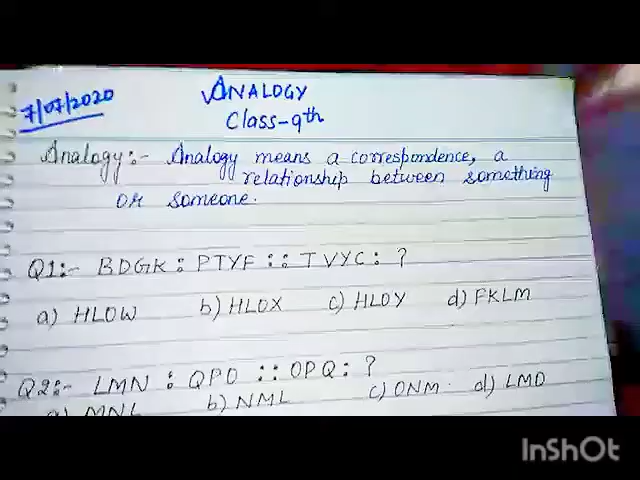 7/07/2020
ANALOGY
Class-9th
Analogy:- Analogy means a correspondence, a
relationship between something
or someone.
Q1:- BDGK : PTYF :: TVYC : ?
a) HLOW b) HLOX c) HLOY d) FKLM
Q2:- LMN : QPO :: OPQ : ?
a) MNL b) NML c) ONM d) LMO
InShOt